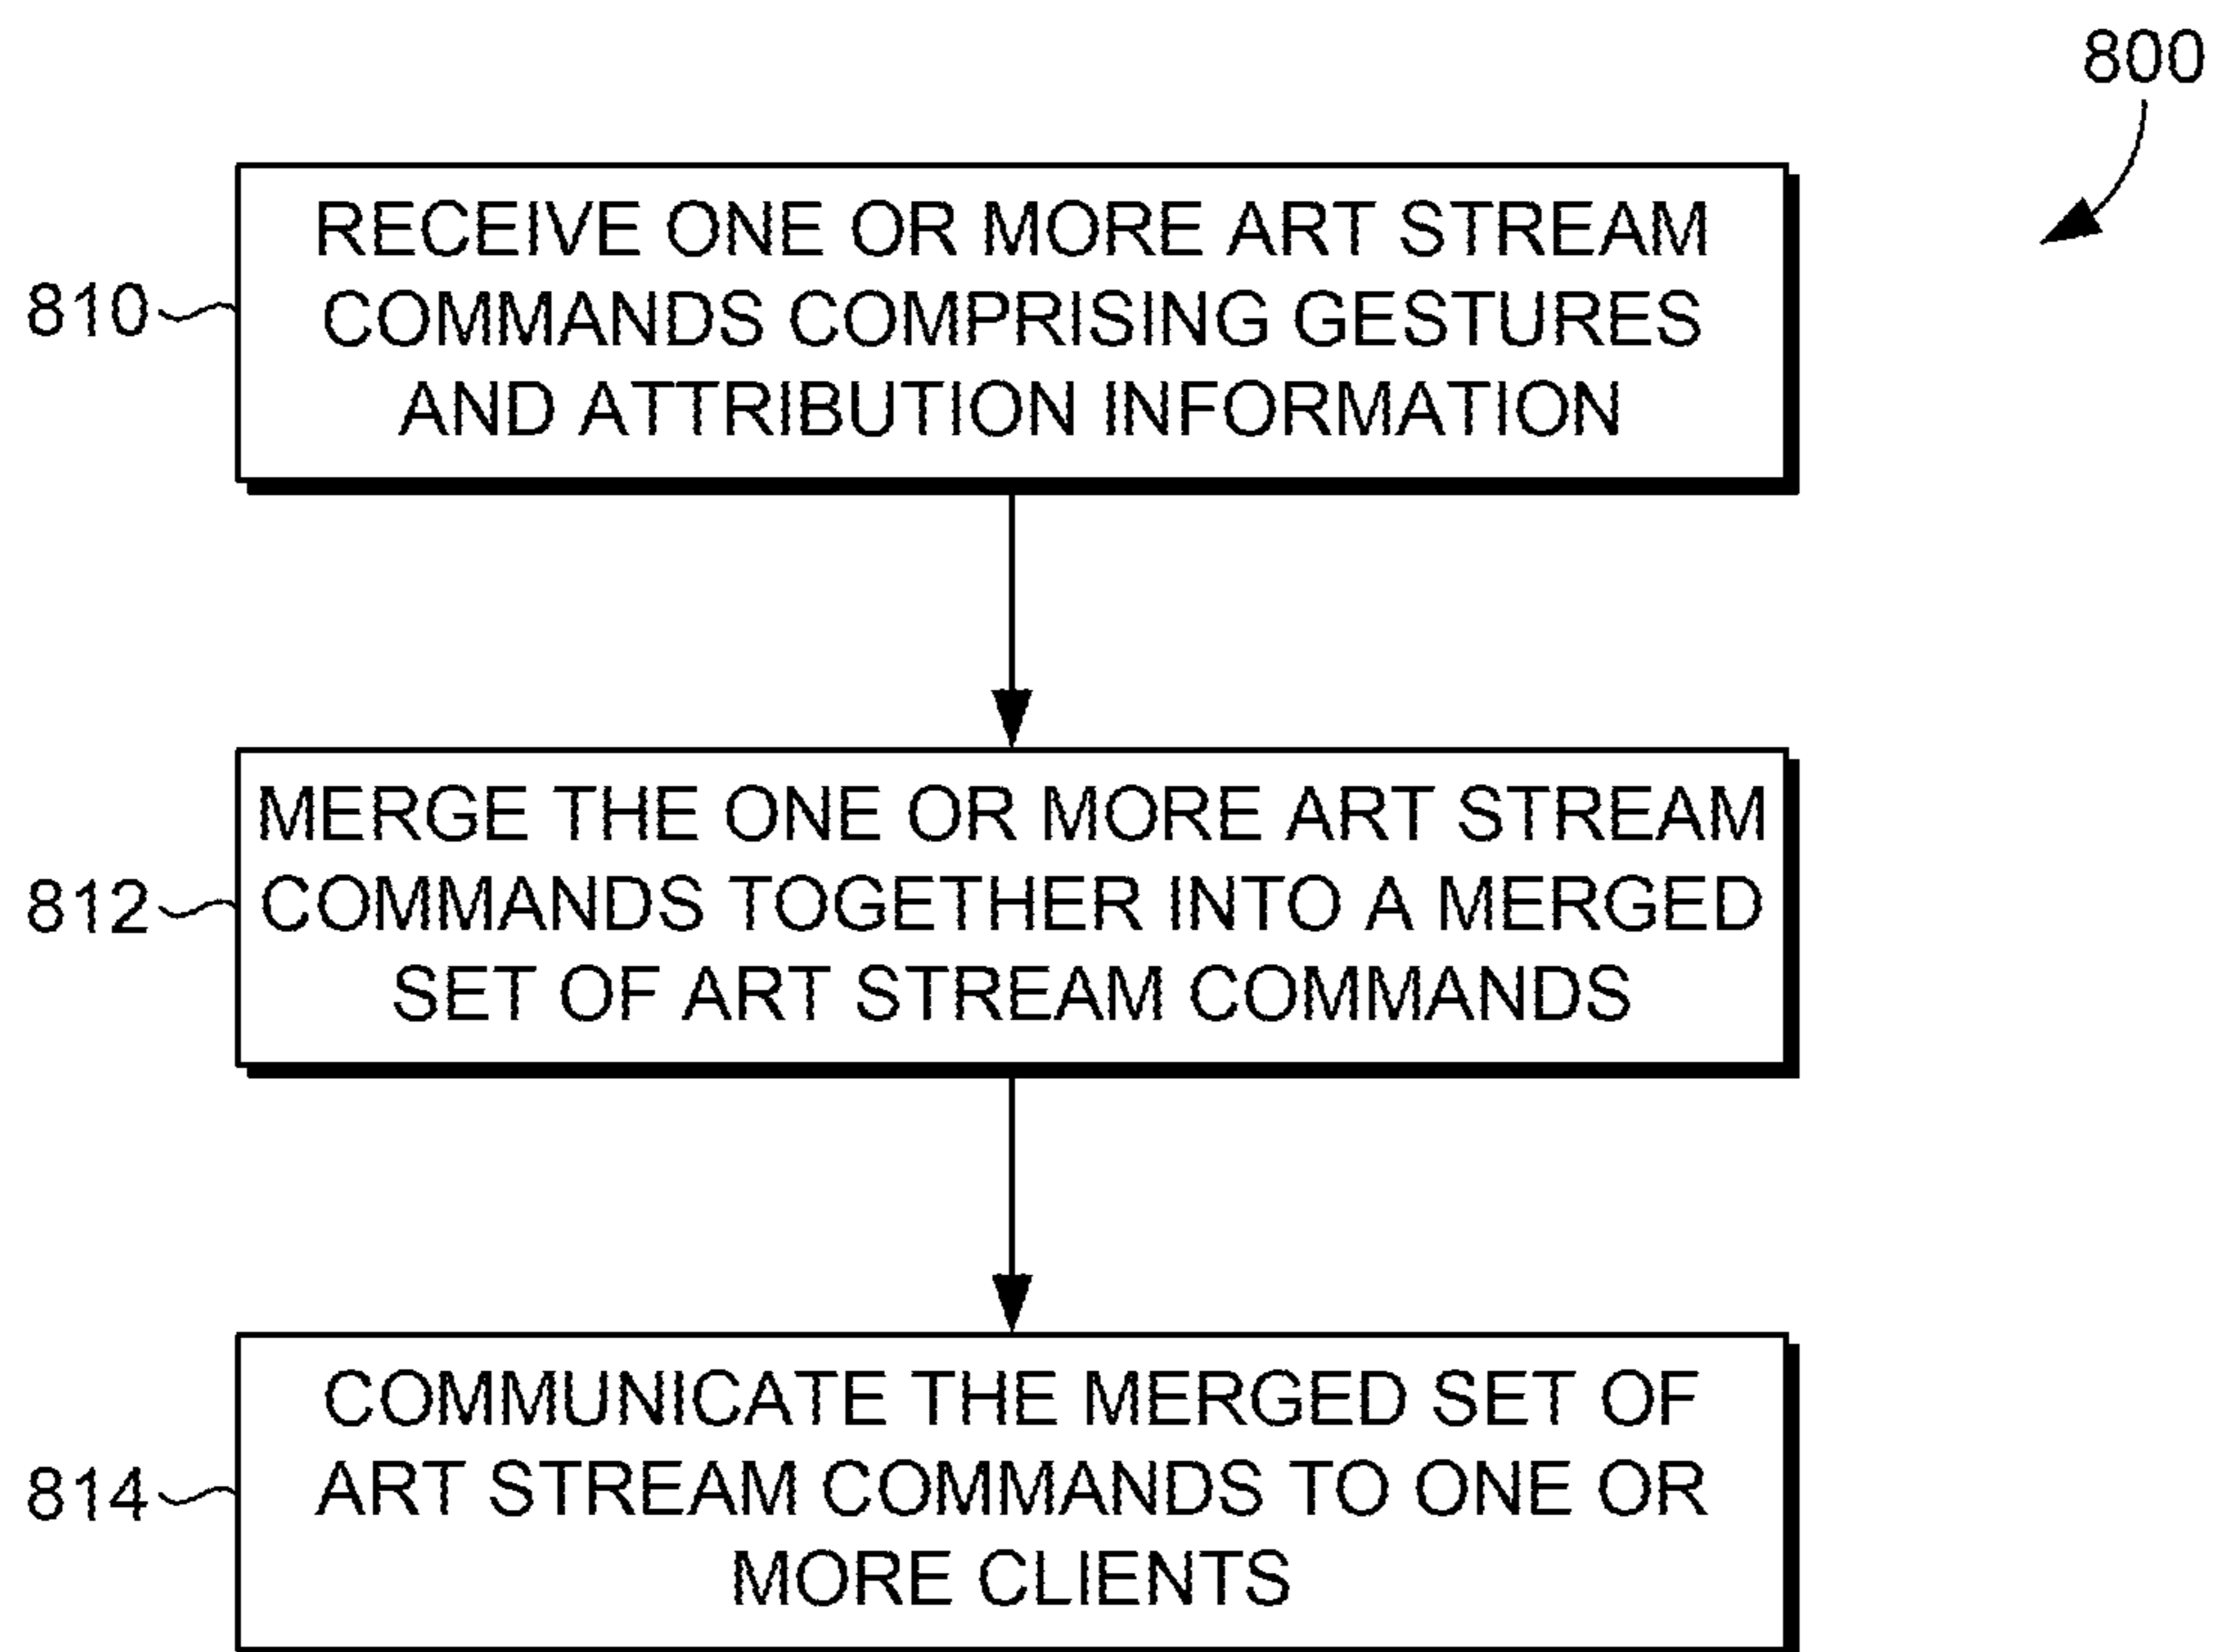 800
RECEIVE ONE OR MORE ART STREAM
COMMANDS COMPRISING GESTURES
AND ATTRIBUTION INFORMATION
810
MERGE THE ONE OR MORE ART STREAM
COMMANDS TOGETHER INTO A MERGED
SET OF ART STREAM COMMANDS
812
COMMUNICATE THE MERGED SET OF
ART STREAM COMMANDS TO ONE OR
MORE CLIENTS
814